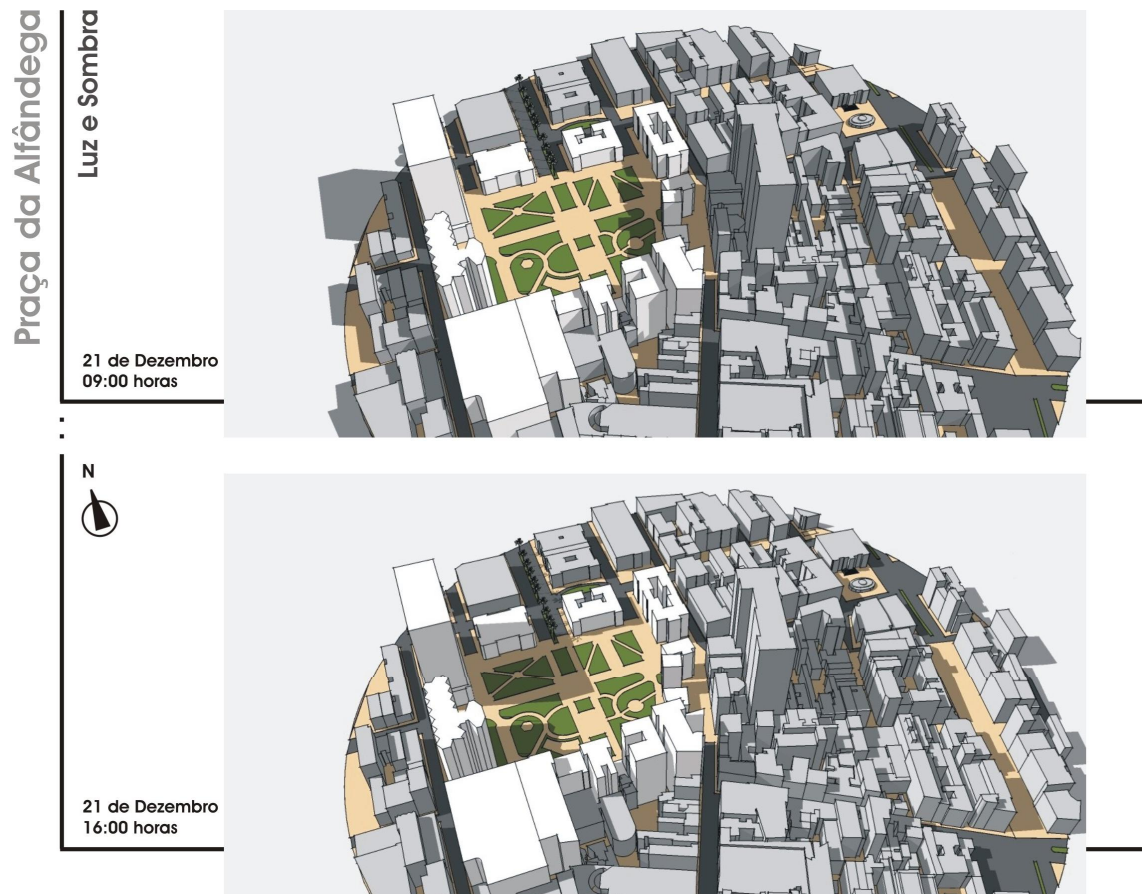 Praça da Alfândega
Luz e Sombra
21 de Dezembro
09:00 horas
N
21 de Dezembro
16:00 horas